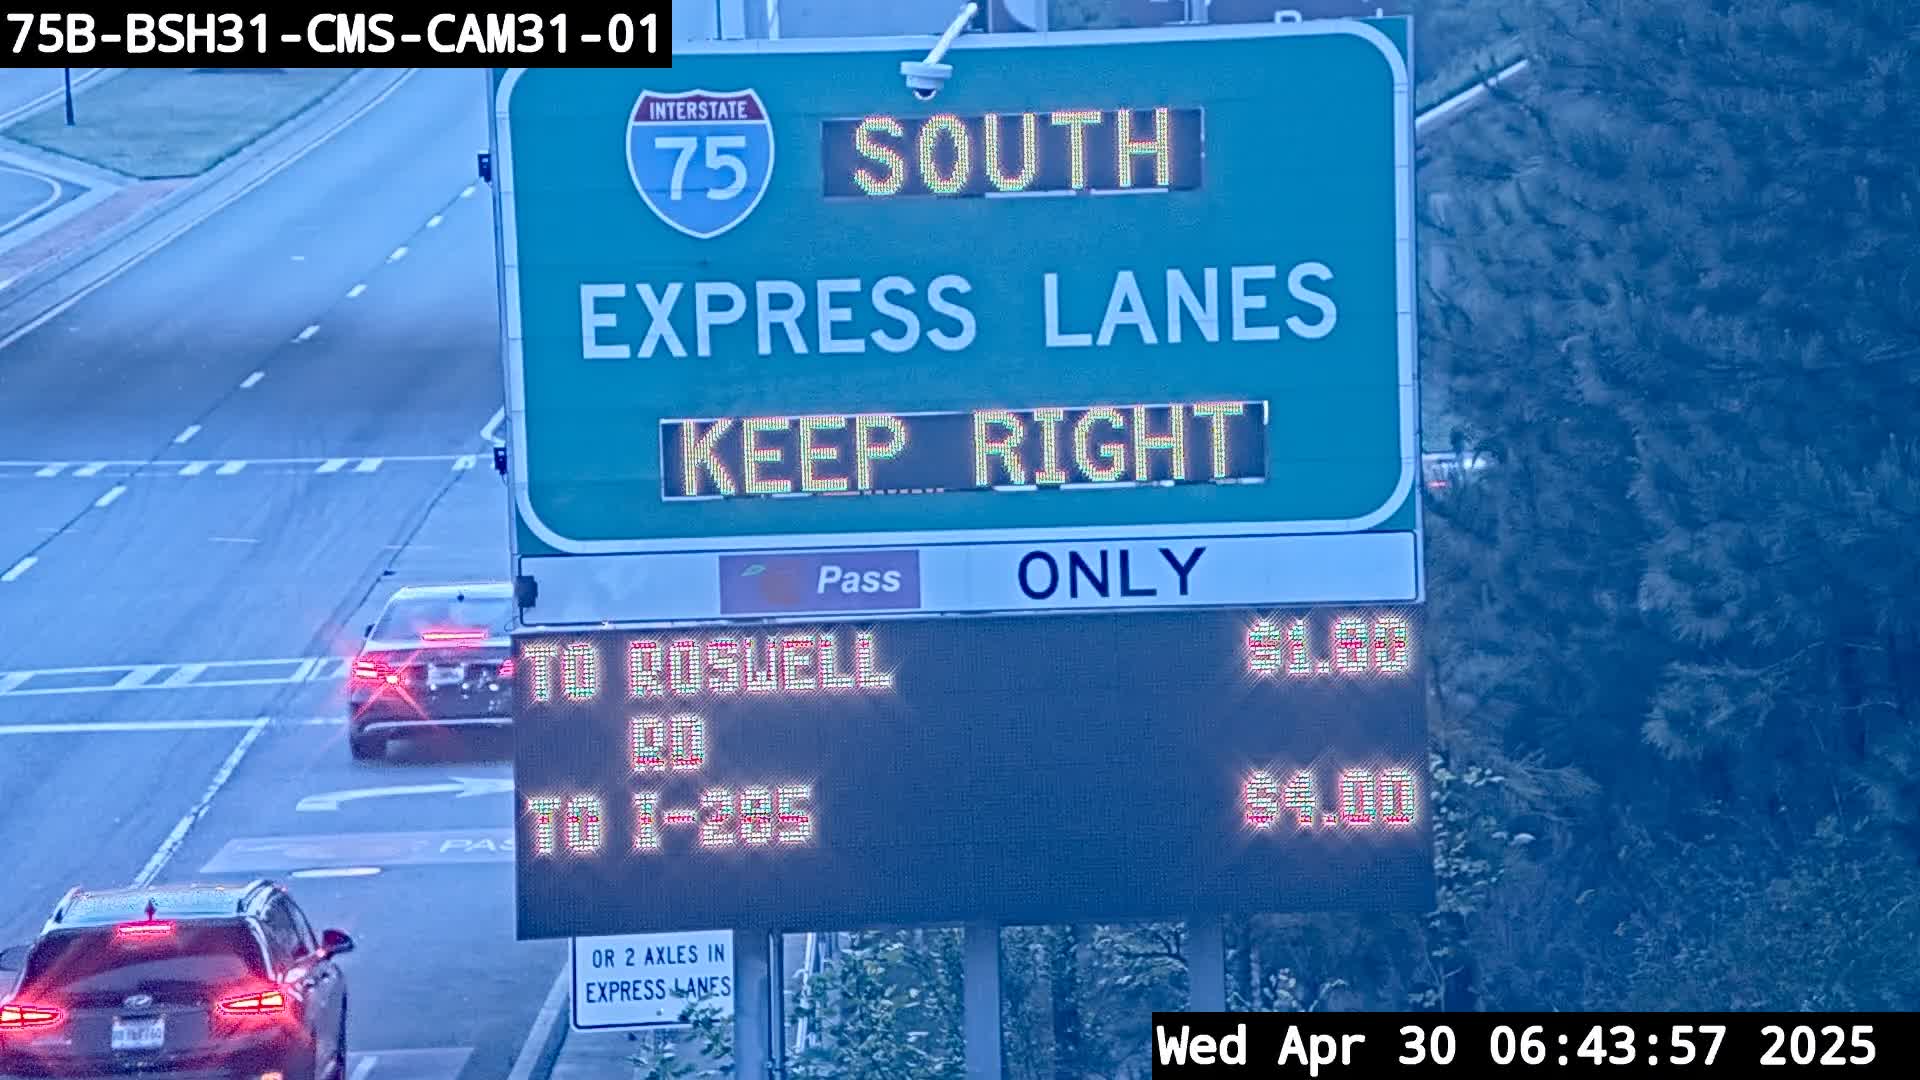 75B-BSH31-CMS-CAM31-01
INTERSTATE
75
SOUTH
EXPRESS LANES
KEEP RIGHT
Pass ONLY
TO ROSWELL $1.80
RD
TO I-285 $4.00
OR 2 AXLES IN
EXPRESS LANES
Wed Apr 30 06:43:57 2025